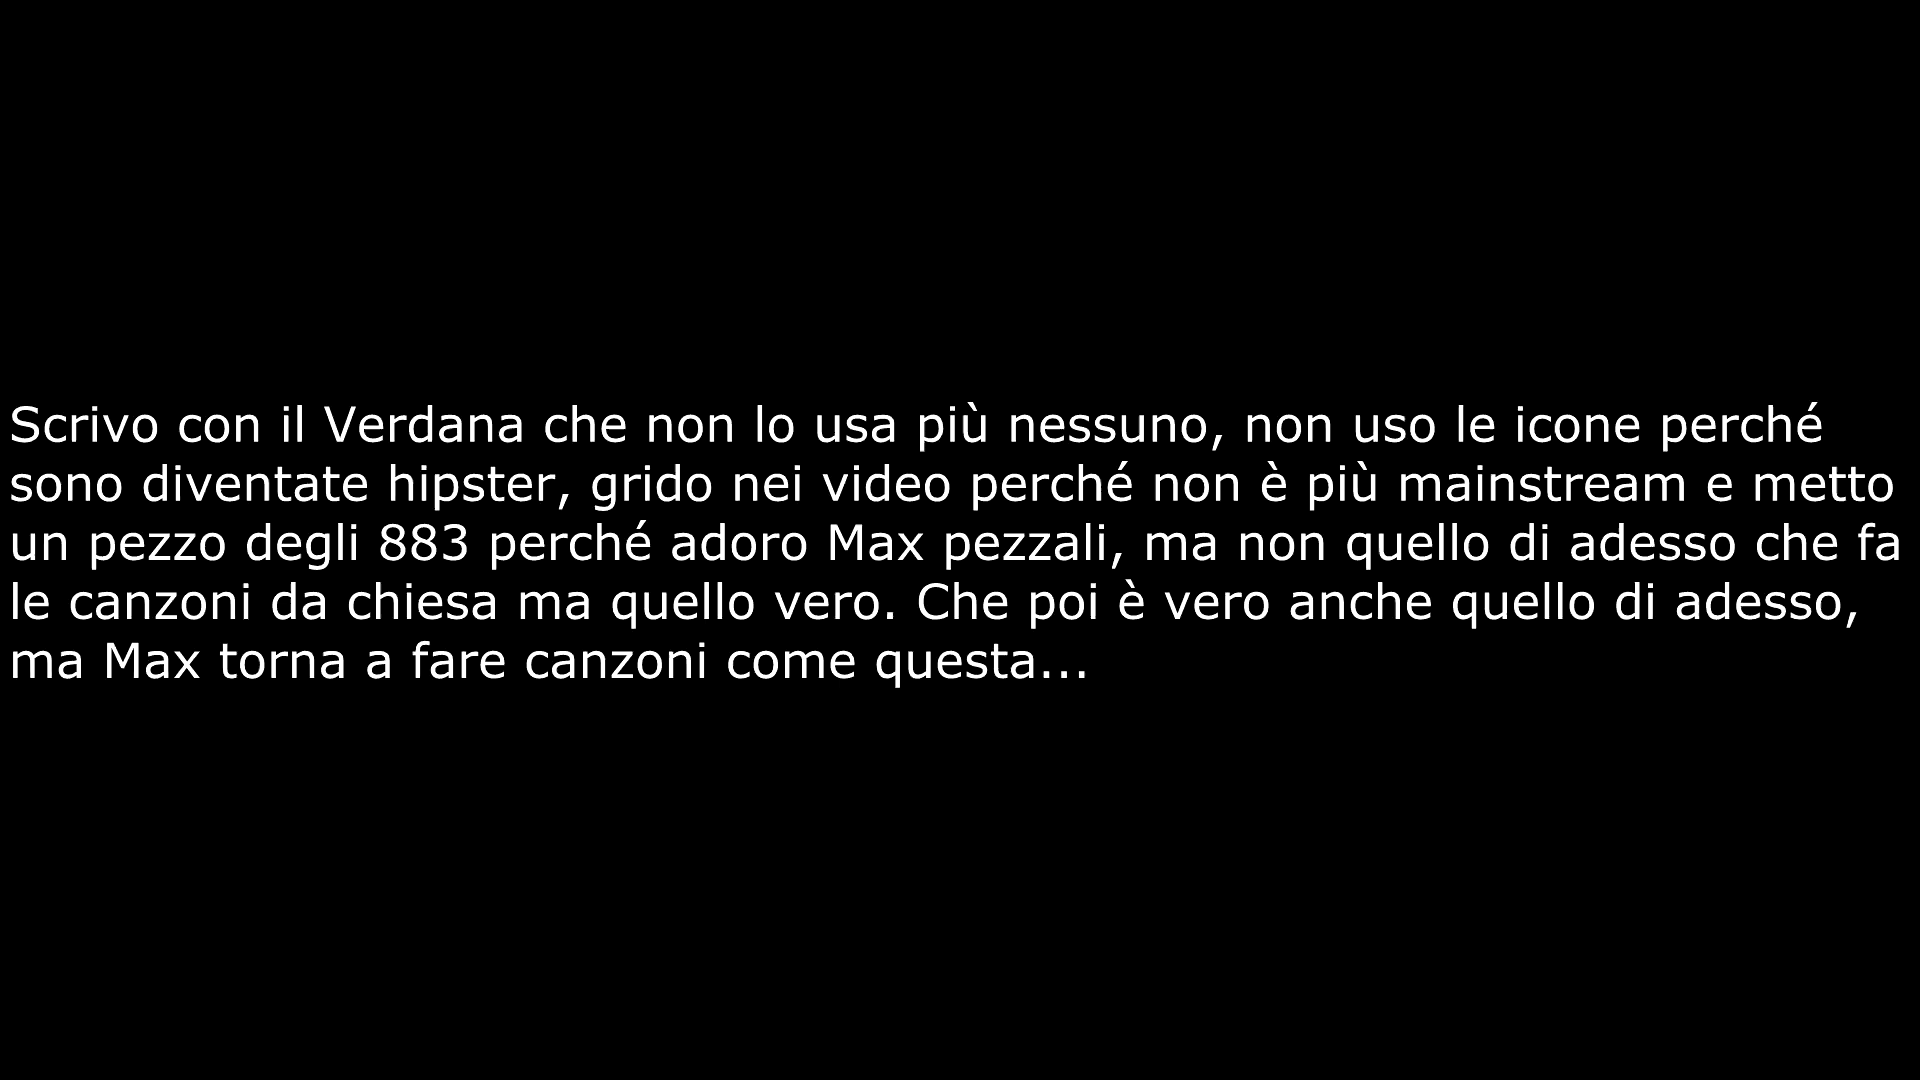 Scrivo con il Verdana che non lo usa più nessuno, non uso le icone perché
sono diventate hipster, grido nei video perché non è più mainstream e metto
un pezzo degli 883 perché adoro Max pezzali, ma non quello di adesso che fa
le canzoni da chiesa ma quello vero. Che poi è vero anche quello di adesso,
ma Max torna a fare canzoni come questa...